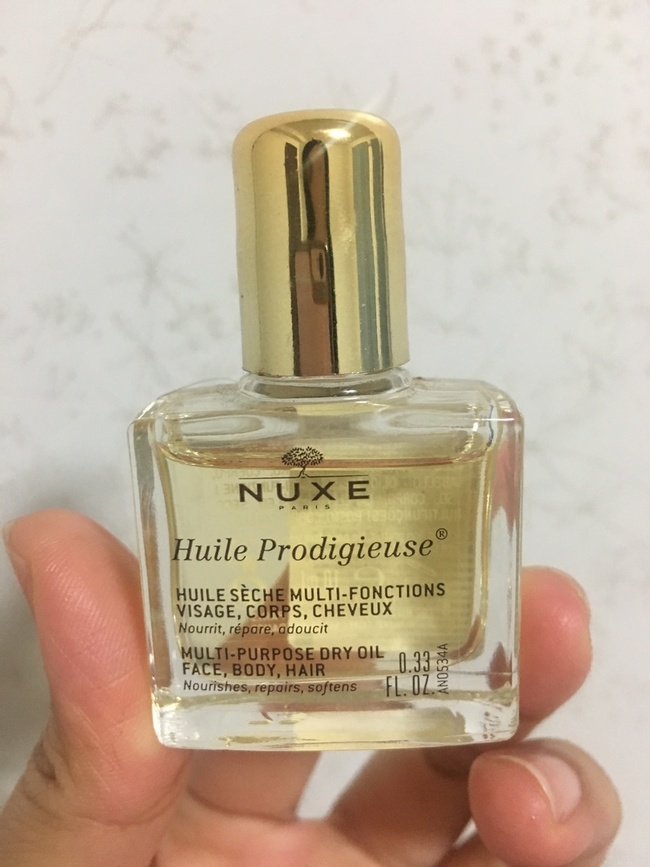 NUXE
PARIS
Huile Prodigieuse®
HUILE SÈCHE MULTI-FONCTIONS
VISAGE, CORPS, CHEVEUX
Nourrit, répare, adoucit
MULTI-PURPOSE DRY OIL
FACE, BODY, HAIR
Nourishes, repairs, softens
0.33
FL. OZ.
AN0534A